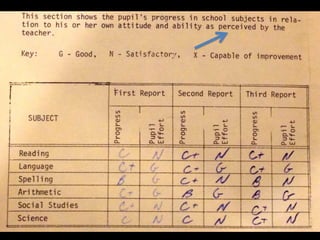 This section shows the pupil's progress in school subjects in rela-
tion to his or her own attitude and ability as perceived by the
teacher.
Key: G - Good, N - Satisfactory, X - Capable of improvement
SUBJECT First Report Second Report Third Report
Progress Pupil Effort Progress Pupil Effort Progress Pupil Effort
Reading C N C+ N C+ N
Language C+ G C+ G C+ G
Spelling B G C+ N B N
Arithmetic C+ G B G B G
Social Studies C+ N C+ N C+ N
Science C N C N C+ N